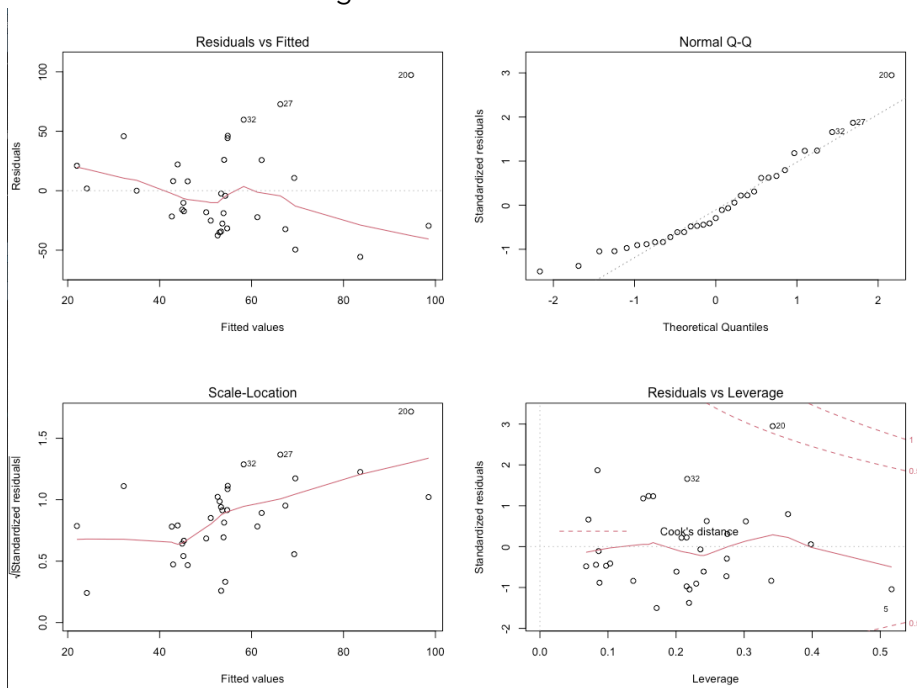 Residuals vs Fitted
Residuals
100
50
0
-50
20
27
32
20 40 60 80 100
Fitted values
Normal Q-Q
Standardized residuals
3
2
1
0
-1
20
27
32
-2 -1 0 1 2
Theoretical Quantiles
Scale-Location
√|Standardized residuals|
1.5
1.0
0.5
0.0
20
27
32
20 40 60 80 100
Fitted values
Residuals vs Leverage
Standardized residuals
3
2
1
0
-1
-2
20
32
Cook's distance
5
1
0.0 0.1 0.2 0.3 0.4 0.5
Leverage